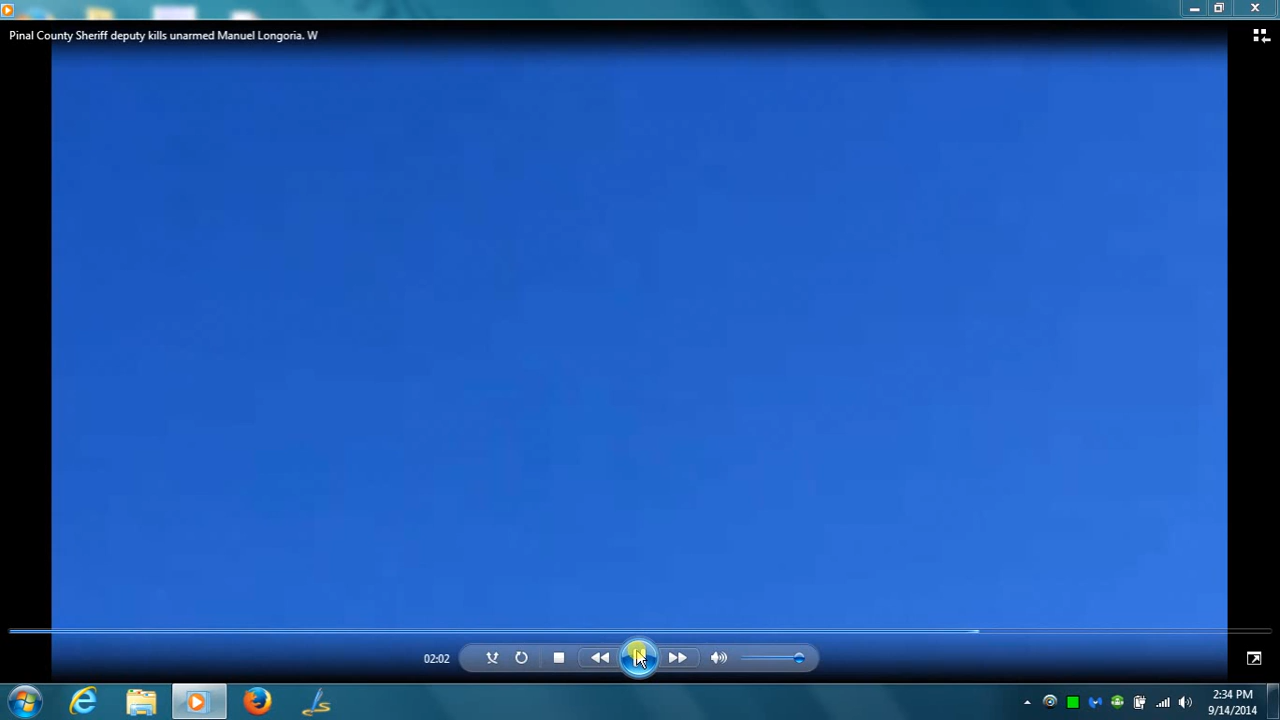 Pinal County Sheriff deputy kills unarmed Manuel Longoria. W
02:02
2:34 PM
9/14/2014